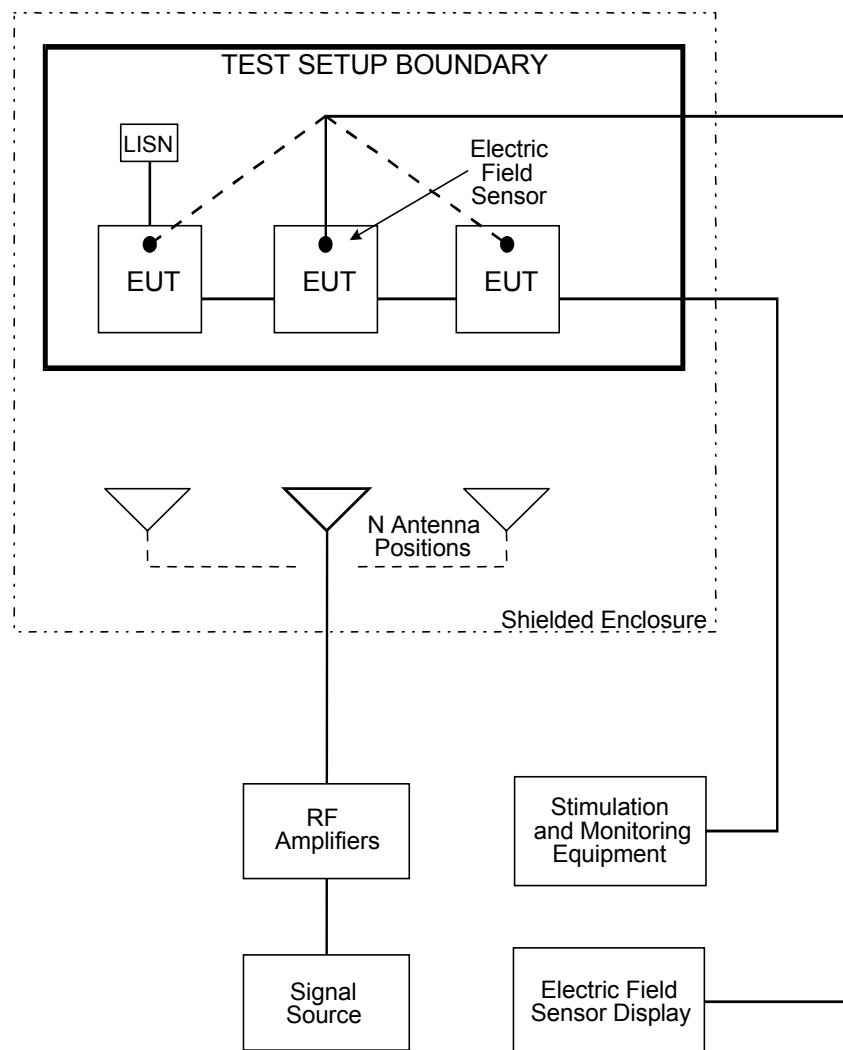 TEST SETUP BOUNDARY
LISN
Electric
Field
Sensor
EUT
EUT
EUT
N Antenna
Positions
Shielded Enclosure
RF
Amplifiers
Stimulation
and Monitoring
Equipment
Signal
Source
Electric Field
Sensor Display